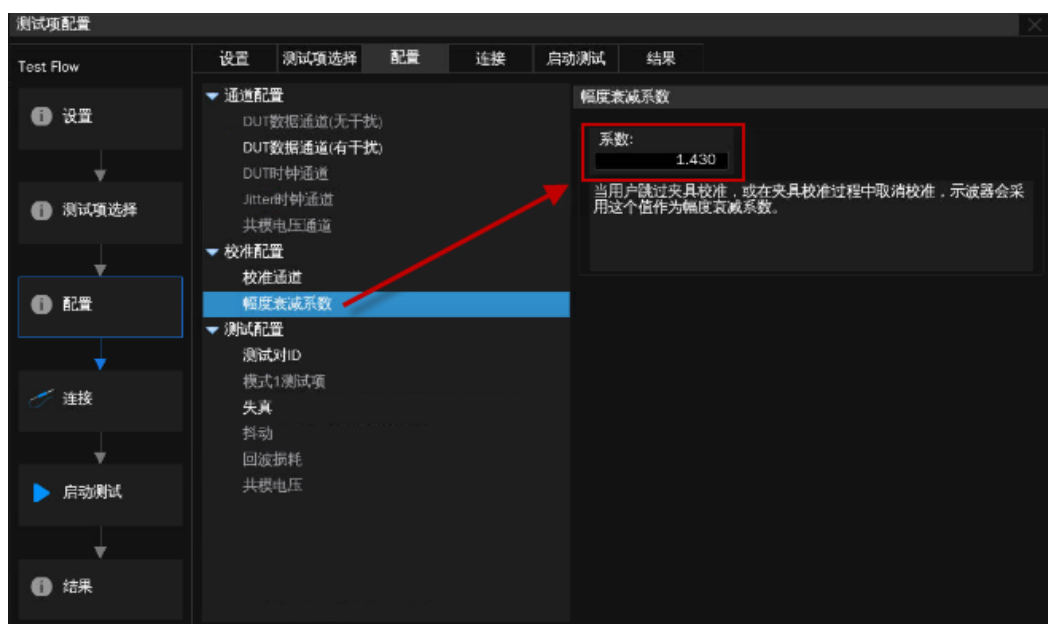 测试项配置
Test Flow
设置
测试项选择
配置
连接
启动测试
结果
设置 测试项选择 配置 连接 启动测试 结果
通道配置
DUT数据通道(无干扰)
DUT数据通道(有干扰)
DUT时钟通道
Jitter时钟通道
共模电压通道
校准配置
校准通道
幅度衰减系数
测试配置
测试对ID
模式1测试项
失真
抖动
回波损耗
共模电压
幅度衰减系数
系数:
1.430
当用户跳过夹具校准，或在夹具校准过程中取消校准，示波器会采
用这个值作为幅度衰减系数。